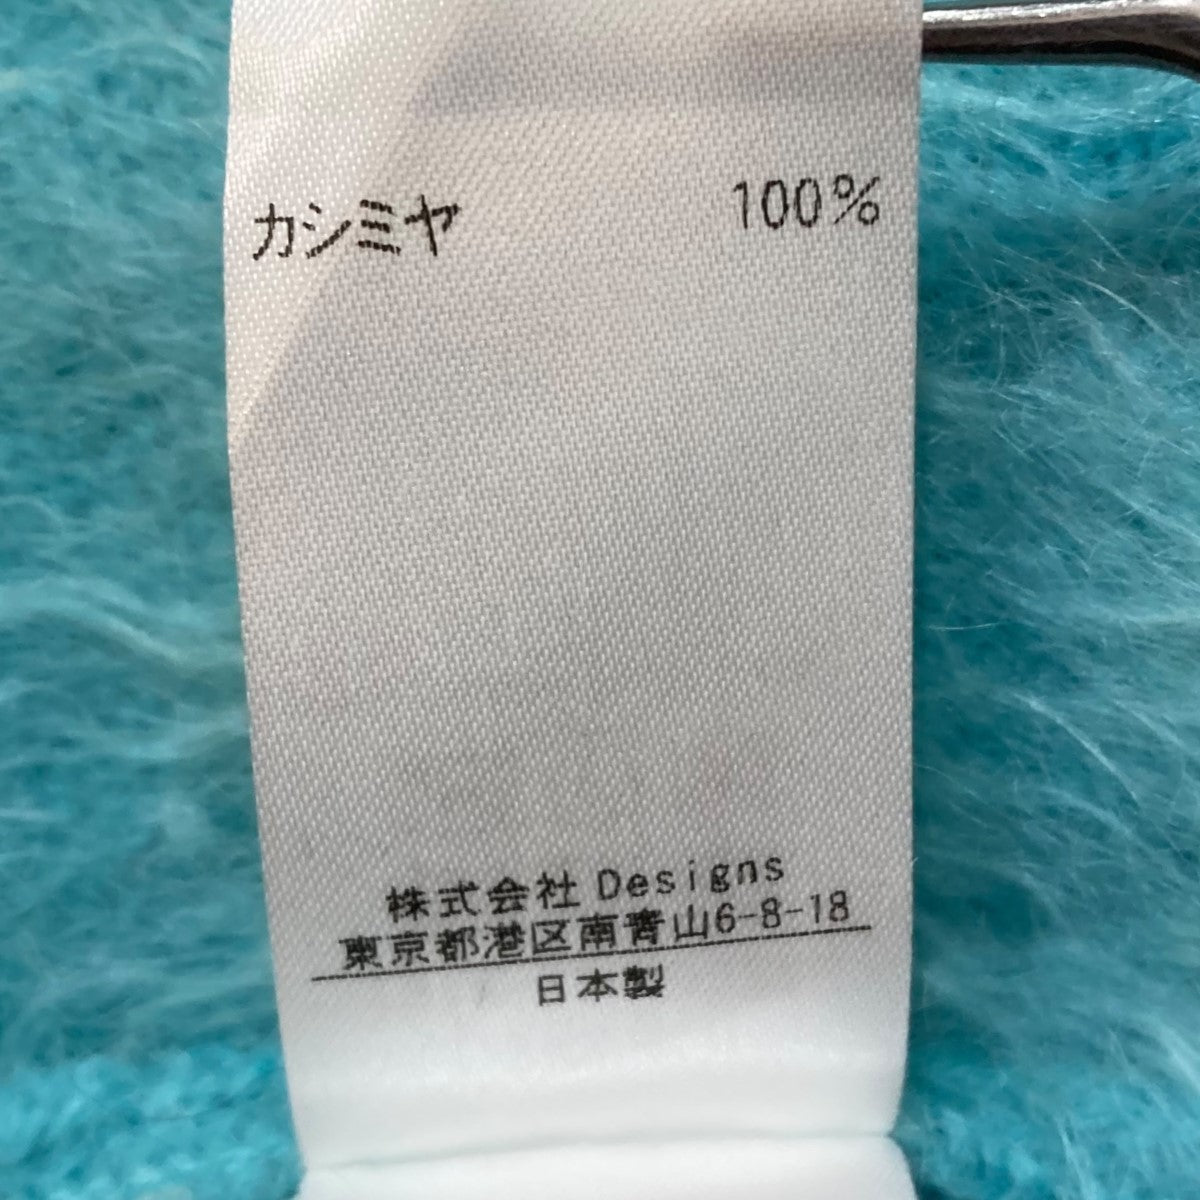 カシミヤ 100%
株式会社 Designs
東京都港区南青山6-8-18
日本製